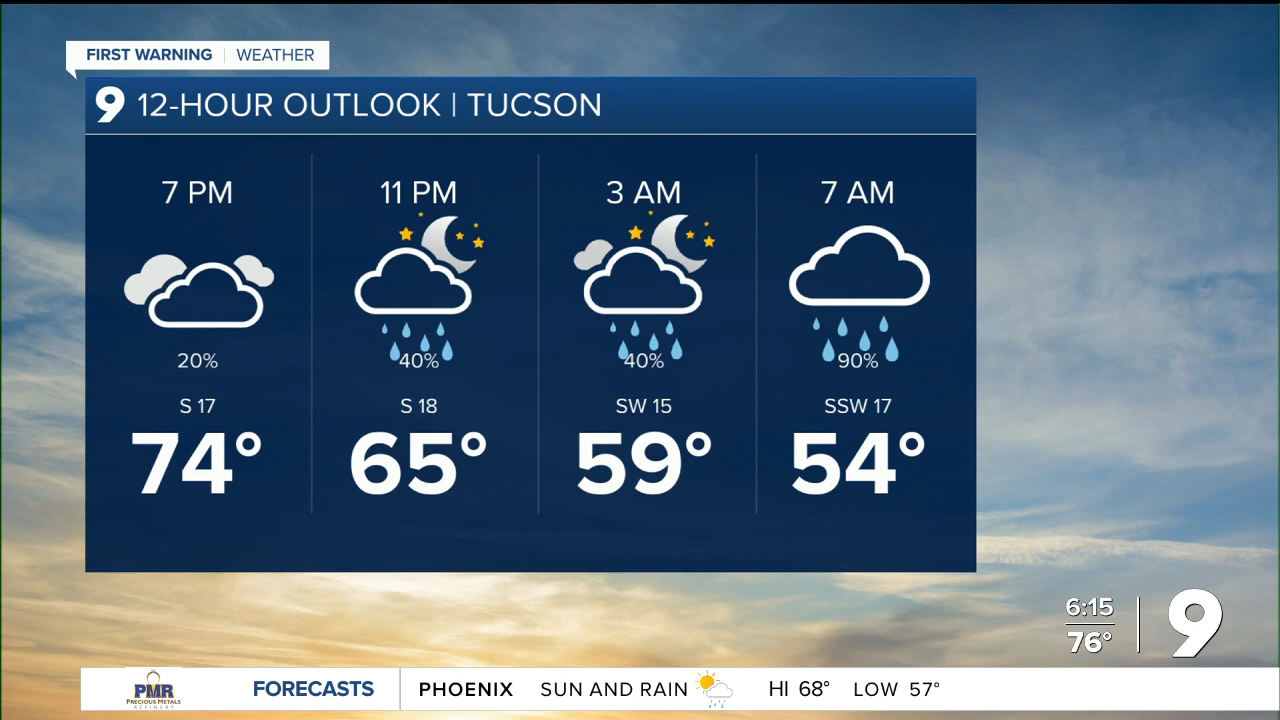 FIRST WARNING | WEATHER
9 12-HOUR OUTLOOK | TUCSON
7 PM 11 PM 3 AM 7 AM
20% 40% 40% 90%
S 17 S 18 SW 15 SSW 17
74° 65° 59° 54°
6:15
76°
9
PMR
PRECIOUS METALS
REFINERY
FORECASTS PHOENIX SUN AND RAIN HI 68° LOW 57°